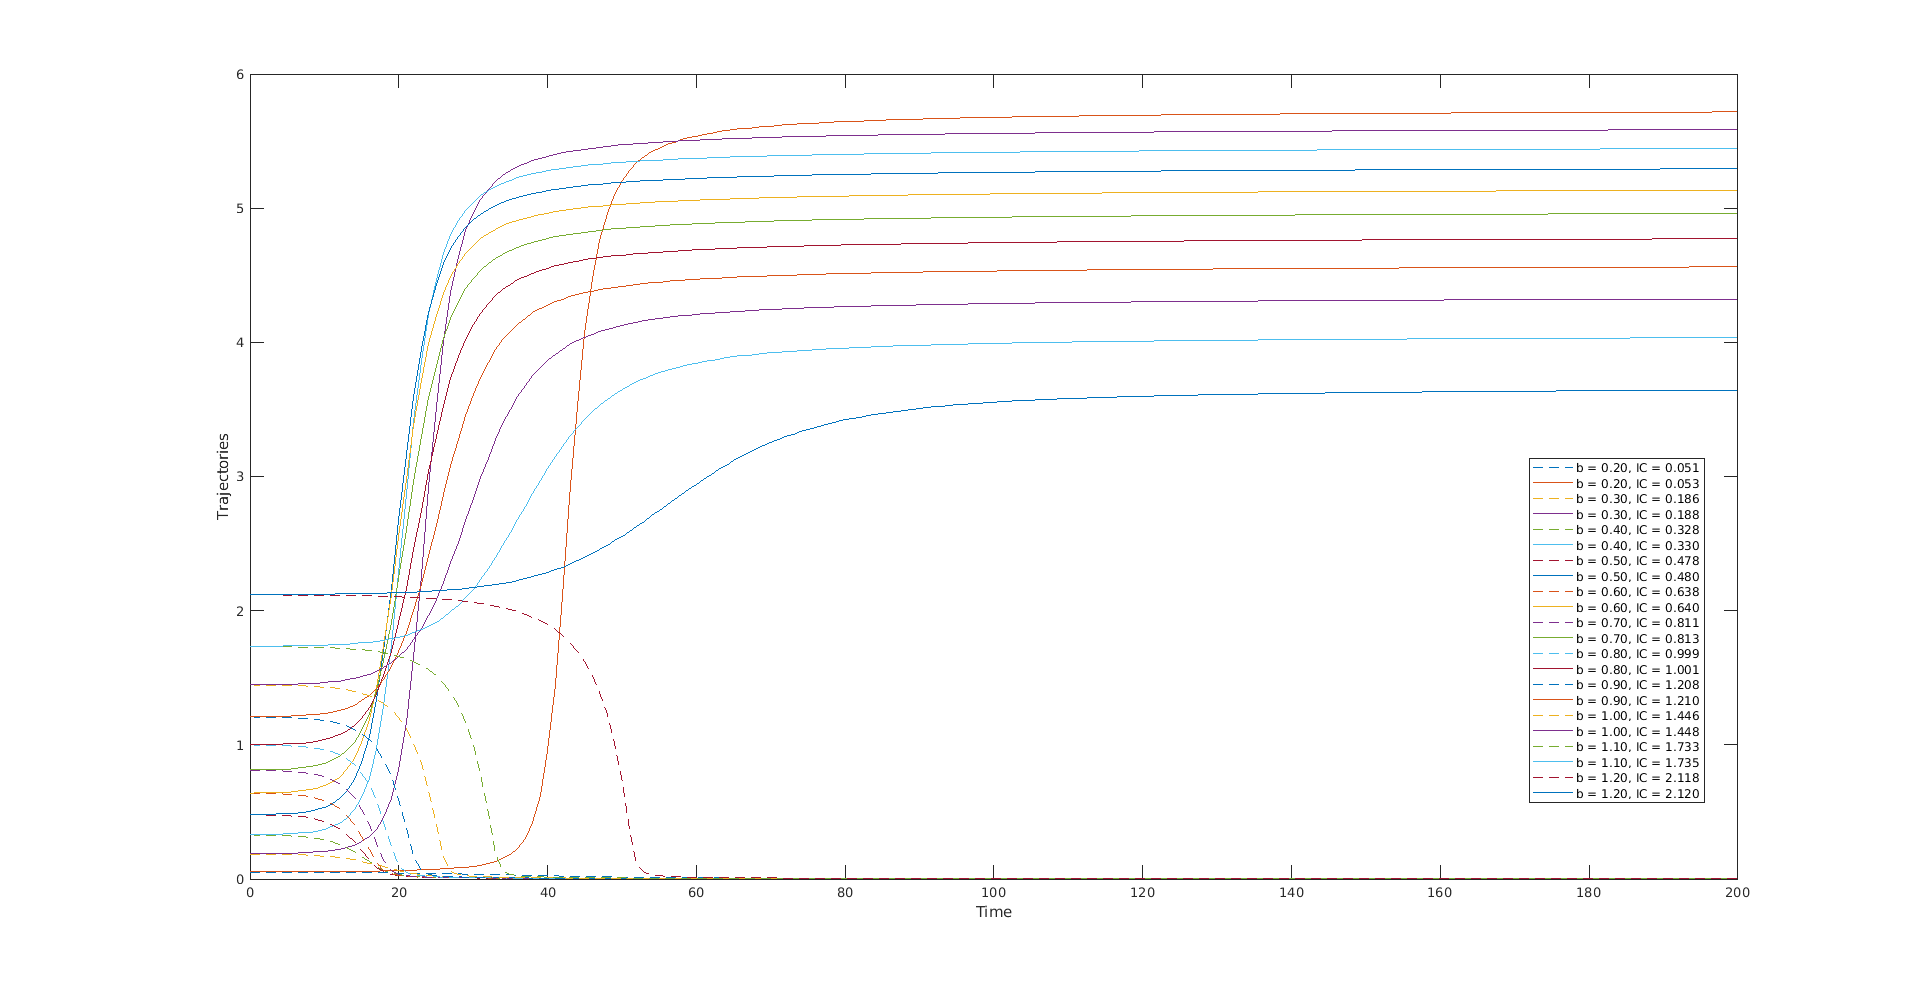 6
5
4
3
2
1
0
Trajectories
0 20 40 60 80 100 120 140 160 180 200
Time
b = 0.20, IC = 0.051
b = 0.20, IC = 0.053
b = 0.30, IC = 0.186
b = 0.30, IC = 0.188
b = 0.40, IC = 0.328
b = 0.40, IC = 0.330
b = 0.50, IC = 0.478
b = 0.50, IC = 0.480
b = 0.60, IC = 0.638
b = 0.60, IC = 0.640
b = 0.70, IC = 0.811
b = 0.70, IC = 0.813
b = 0.80, IC = 0.999
b = 0.80, IC = 1.001
b = 0.90, IC = 1.208
b = 0.90, IC = 1.210
b = 1.00, IC = 1.446
b = 1.00, IC = 1.448
b = 1.10, IC = 1.733
b = 1.10, IC = 1.735
b = 1.20, IC = 2.118
b = 1.20, IC = 2.120